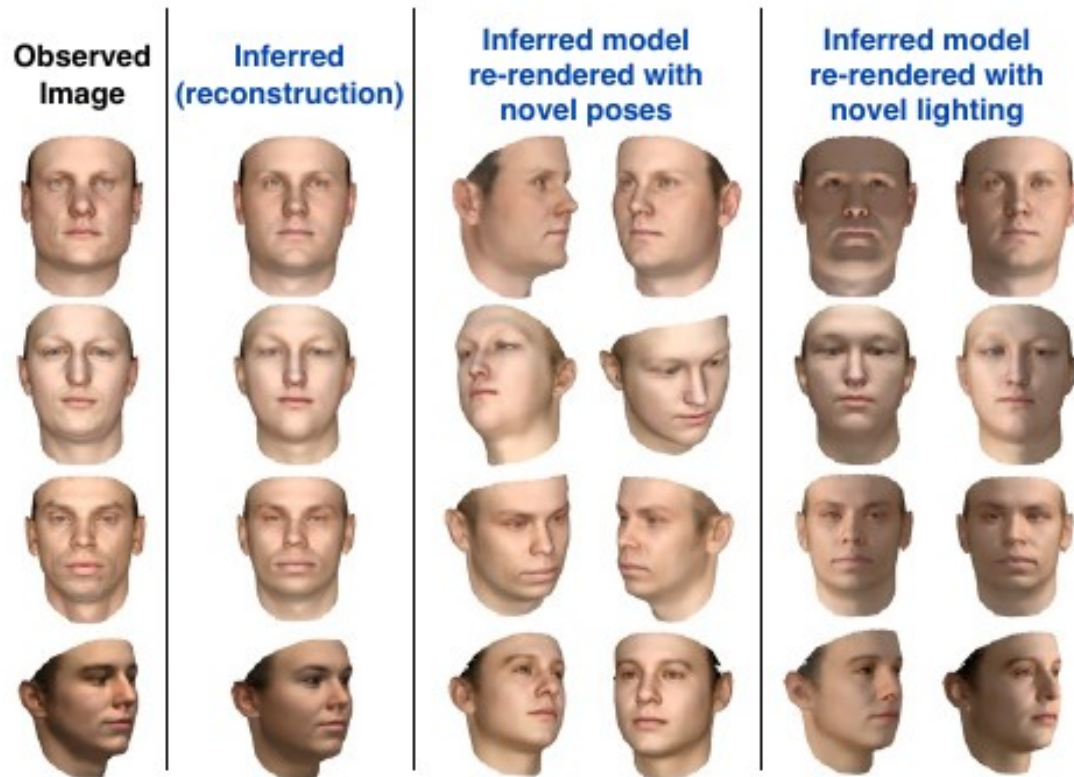 Observed
Image
Inferred
(reconstruction)
Inferred model
re-rendered with
novel poses
Inferred model
re-rendered with
novel lighting